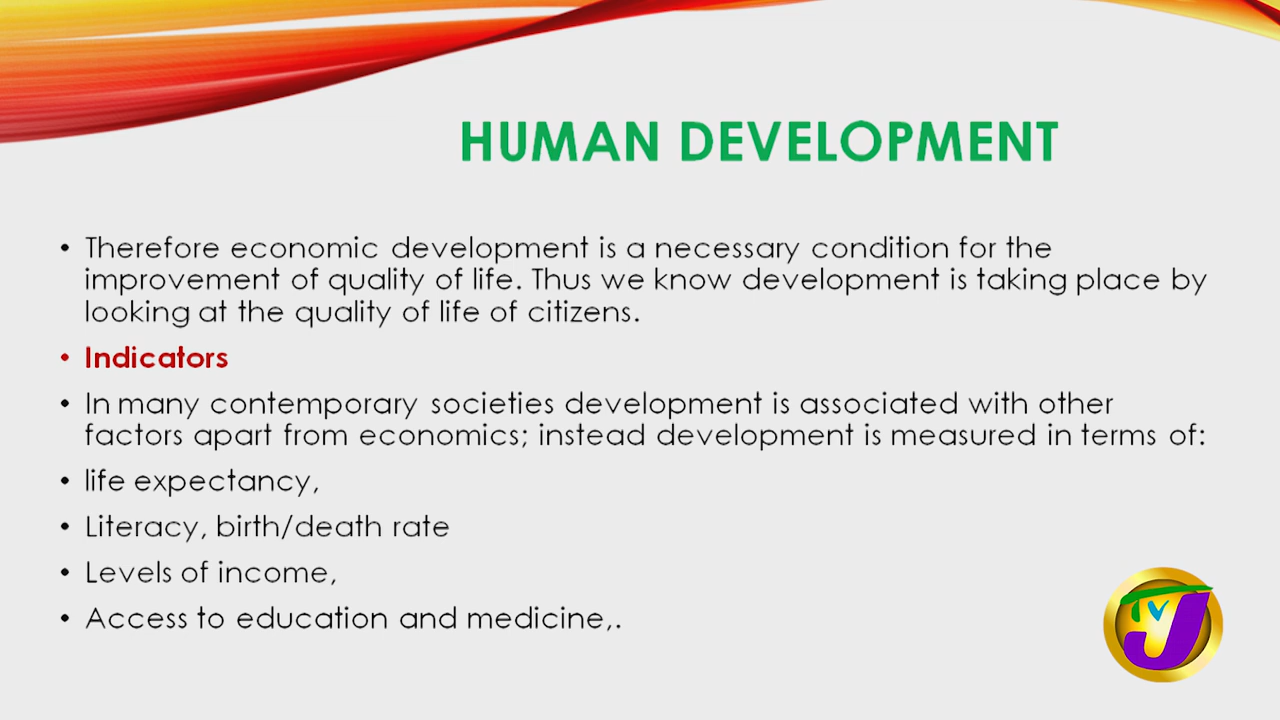 HUMAN DEVELOPMENT
• Therefore economic development is a necessary condition for the
improvement of quality of life. Thus we know development is taking place by
looking at the quality of life of citizens.
• Indicators
• In many contemporary societies development is associated with other
factors apart from economics; instead development is measured in terms of:
• life expectancy,
• Literacy, birth/death rate
• Levels of income,
• Access to education and medicine,.
TVJ